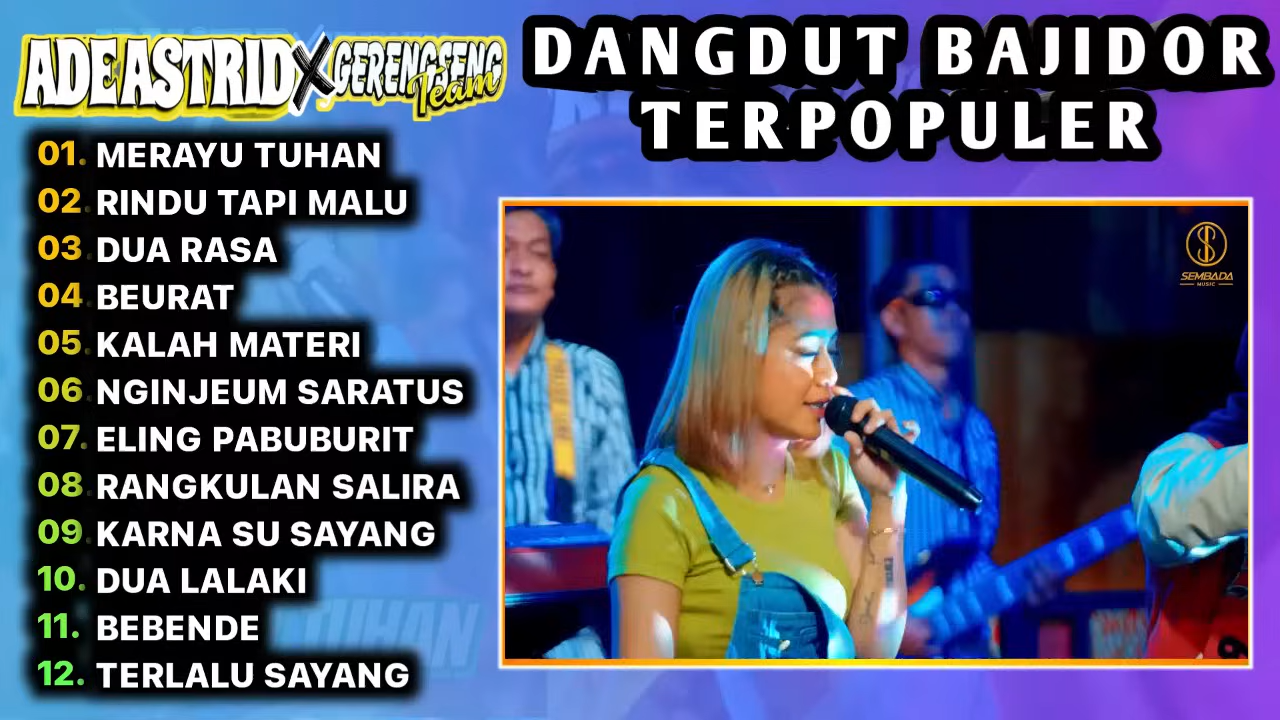 ADE ASTRID X GERENGSENG Team
DANGDUT BAJIDOR
TERPOPULER
01. MERAYU TUHAN
02. RINDU TAPI MALU
03. DUA RASA
04. BEURAT
05. KALAH MATERI
06. NGINJEUM SARATUS
07. ELING PABUBURIT
08. RANGKULAN SALIRA
09. KARNA SU SAYANG
10. DUA LALAKI
11. BEBENDE
12. TERLALU SAYANG
SEMBADA
MUSIC
TUHAN